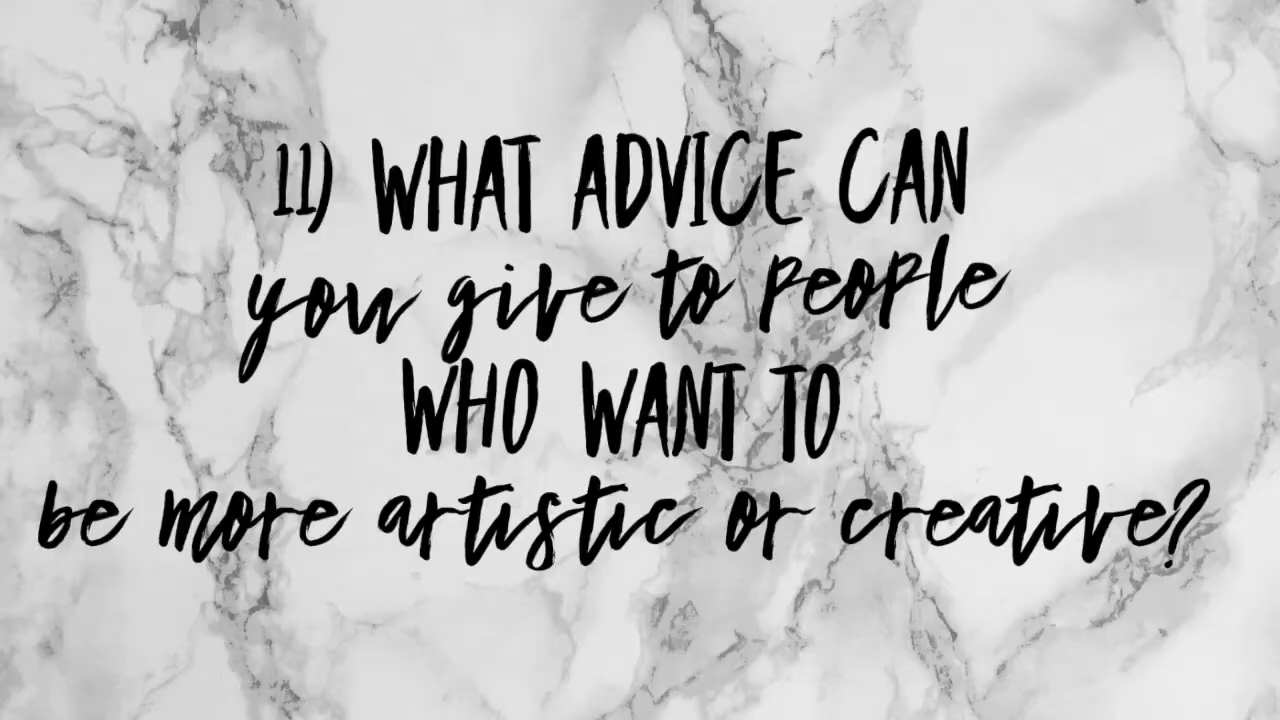 11) WHAT ADVICE CAN
you give to people
WHO WANT TO
be more artistic or creative?